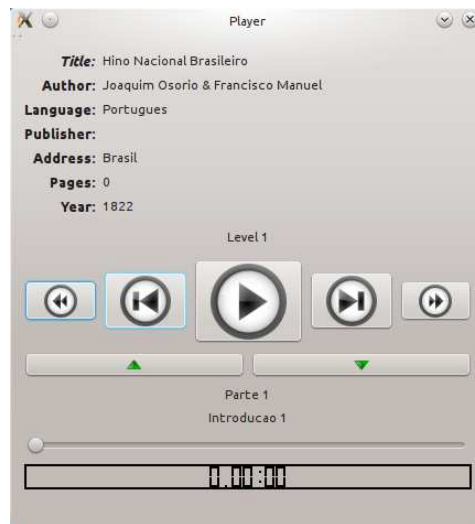 Player
Title: Hino Nacional Brasileiro
Author: Joaquim Osorio & Francisco Manuel
Language: Portugues
Publisher:
Address: Brasil
Pages: 0
Year: 1822
Level 1
Parte 1
Introducao 1
0.00:00